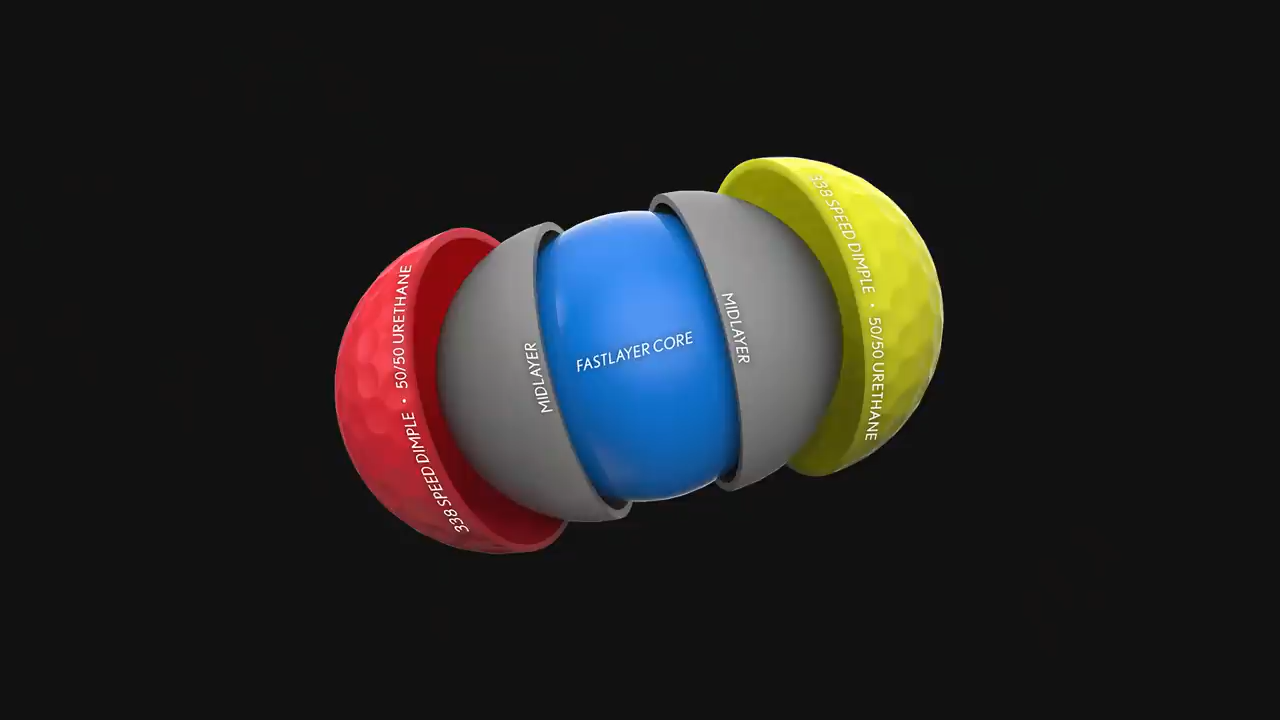 338 SPEED DIMPLE • 50/50 URETHANE
MIDLAYER
FASTLAYER CORE
MIDLAYER
338 SPEED DIMPLE • 50/50 URETHANE